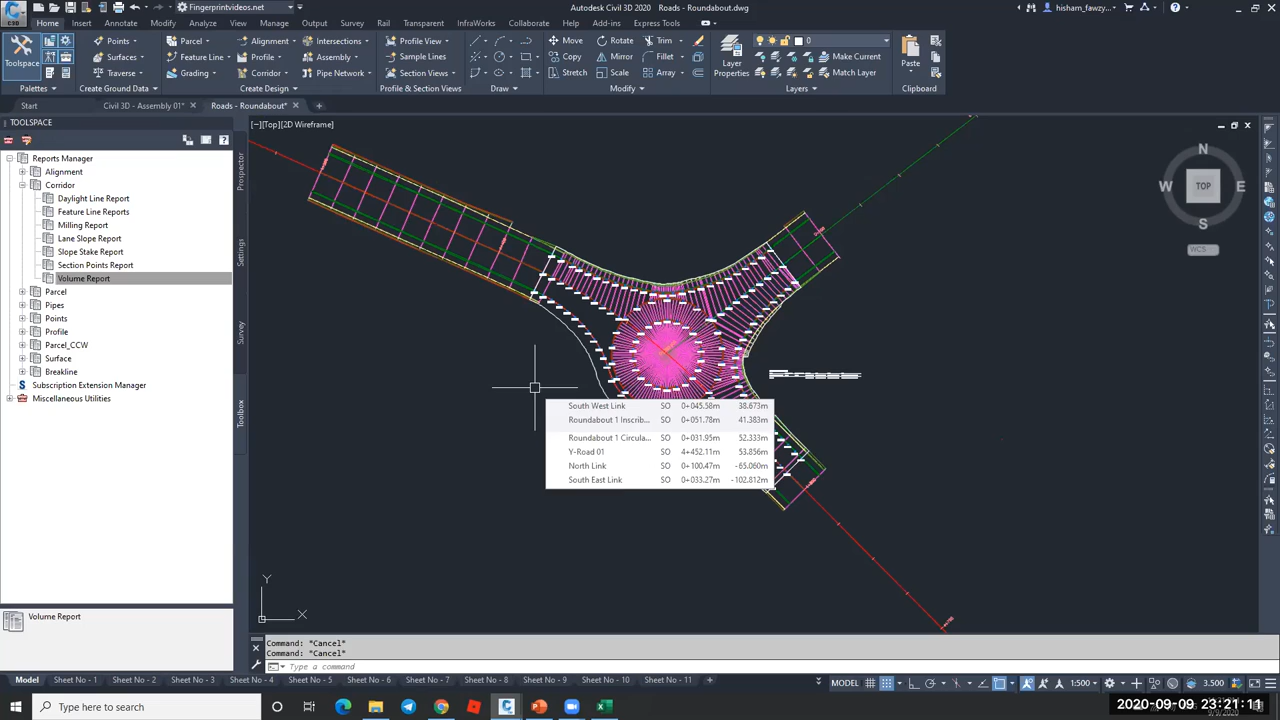 C3D
Fingerprintvideos.net
Autodesk Civil 3D 2020 Roads - Roundabout.dwg
hisham_fawzy...
Home Insert Annotate Modify Analyze View Manage Output Survey Rail Transparent InfraWorks Collaborate Help Add-ins Express Tools
Toolspace
Points
Surfaces
Traverse
Parcel
Feature Line
Grading
Alignment
Profile
Corridor
Intersections
Assembly
Pipe Network
Profile View
Sample Lines
Section Views
Move
Copy
Stretch
Rotate
Mirror
Scale
Trim
Fillet
Array
Layer
Properties
0
Make Current
Match Layer
Paste
Palettes Create Ground Data Create Design Profile & Section Views Draw Modify Layers Clipboard
Start Civil 3D - Assembly 01* Roads - Roundabout*
TOOLSPACE
[−][Top][2D Wireframe]
Reports Manager
Alignment
Corridor
Daylight Line Report
Feature Line Reports
Milling Report
Lane Slope Report
Slope Stake Report
Section Points Report
Volume Report
Parcel
Pipes
Points
Profile
Parcel_CCW
Surface
Breakline
Subscription Extension Manager
Miscellaneous Utilities
Prospector
Settings
Survey
Toolbox
N
W TOP E
S
WCS
South West Link SO 0+045.58m 38.673m
Roundabout 1 Inscrib... SO 0+051.78m 41.383m
Roundabout 1 Circula... SO 0+031.95m 52.333m
Y-Road 01 SO 4+452.11m 53.856m
North Link SO 0+100.47m -65.060m
South East Link SO 0+033.27m -102.812m
Y
X
Volume Report
Command: *Cancel*
Command: *Cancel*
Type a command
Model Sheet No - 1 Sheet No - 2 Sheet No - 3 Sheet No - 4 Sheet No - 5 Sheet No - 6 Sheet No - 7 Sheet No - 8 Sheet No - 9 Sheet No - 10 Sheet No - 11
MODEL 1:500 3.500
Type here to search
2020-09-09 23:21:11